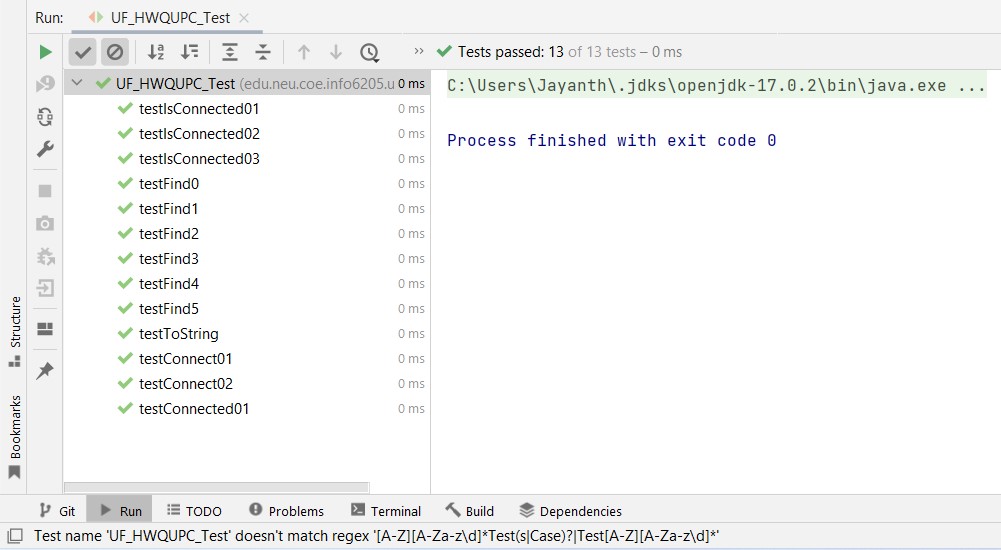 Run: UF_HWQUPC_Test
Tests passed: 13 of 13 tests – 0 ms
UF_HWQUPC_Test (edu.neu.coe.info6205.u 0 ms
testIsConnected01 0 ms
testIsConnected02 0 ms
testIsConnected03 0 ms
testFind0 0 ms
testFind1 0 ms
testFind2 0 ms
testFind3 0 ms
testFind4 0 ms
testFind5 0 ms
testToString 0 ms
testConnect01 0 ms
testConnect02 0 ms
testConnected01 0 ms
C:\Users\Jayanth\.jdks\openjdk-17.0.2\bin\java.exe ...
Process finished with exit code 0
Structure
Bookmarks
Git Run TODO Problems Terminal Build Dependencies
Test name 'UF_HWQUPC_Test' doesn't match regex '[A-Z][A-Za-z\d]*Test(s|Case)?|Test[A-Z][A-Za-z\d]*'